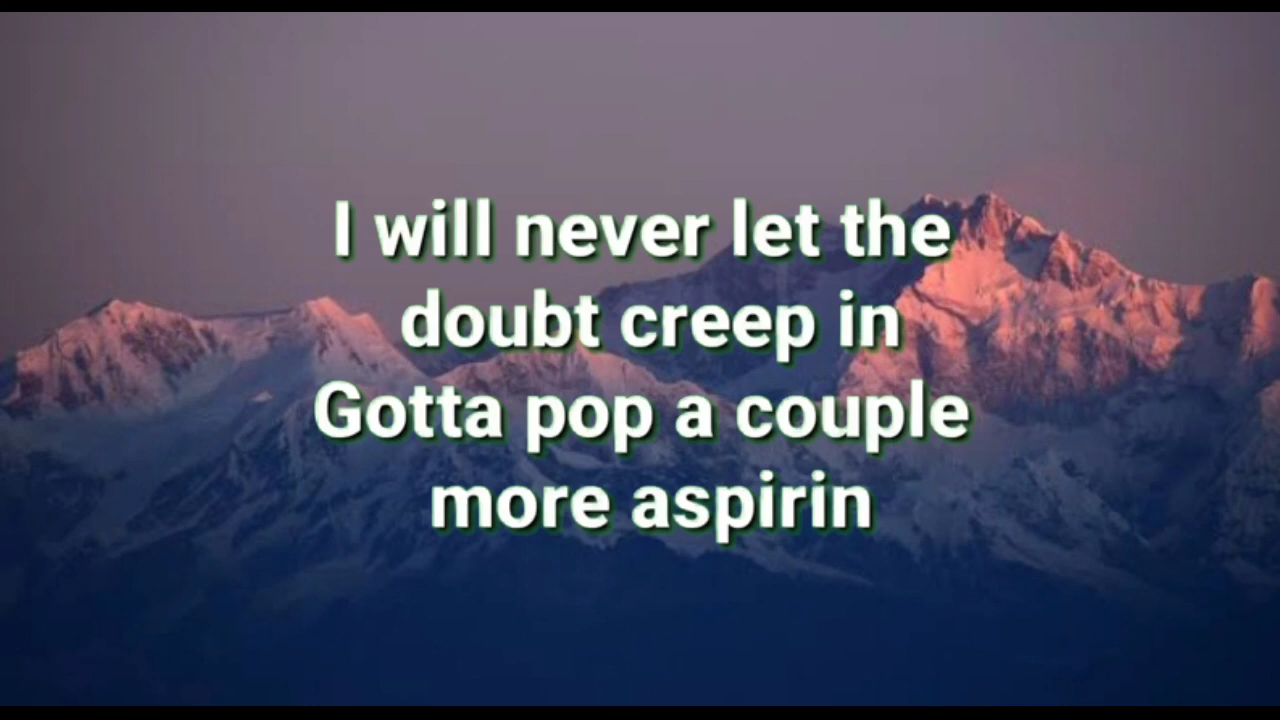 I will never let the
doubt creep in
Gotta pop a couple
more aspirin